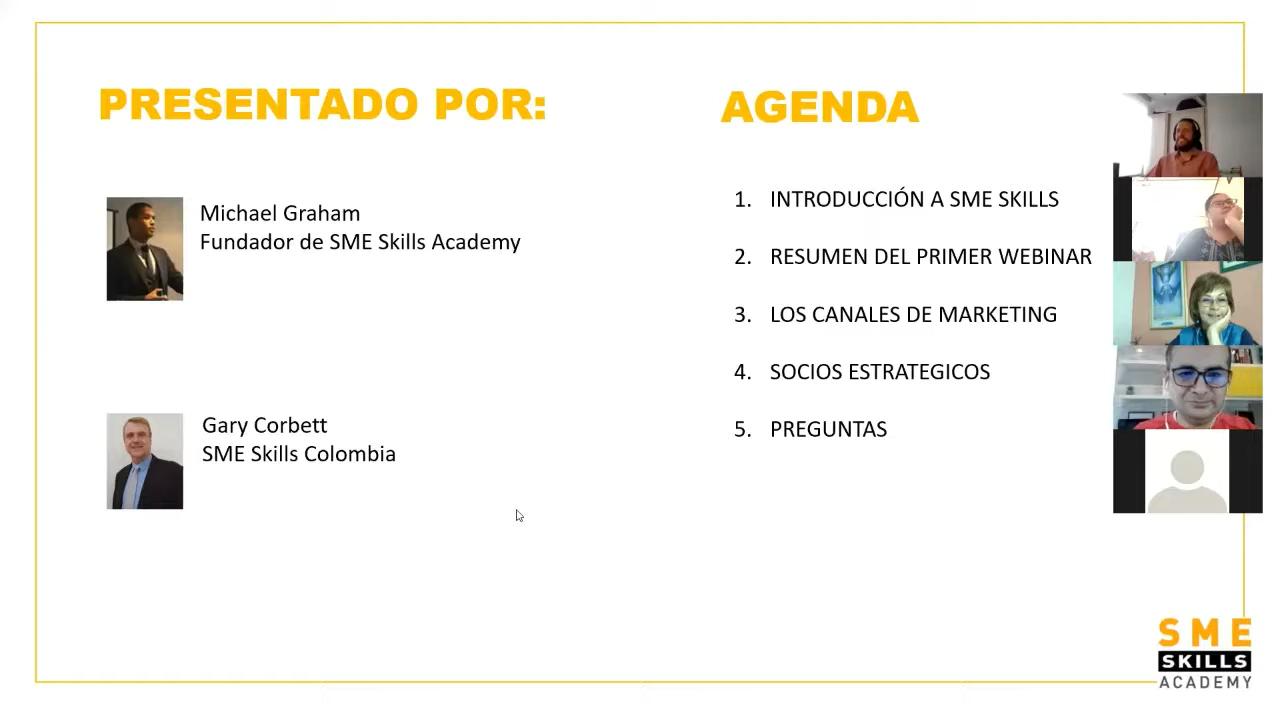 PRESENTADO POR:
Michael Graham
Fundador de SME Skills Academy
Gary Corbett
SME Skills Colombia
AGENDA
1. INTRODUCCIÓN A SME SKILLS
2. RESUMEN DEL PRIMER WEBINAR
3. LOS CANALES DE MARKETING
4. SOCIOS ESTRATEGICOS
5. PREGUNTAS
SME
SKILLS
ACADEMY